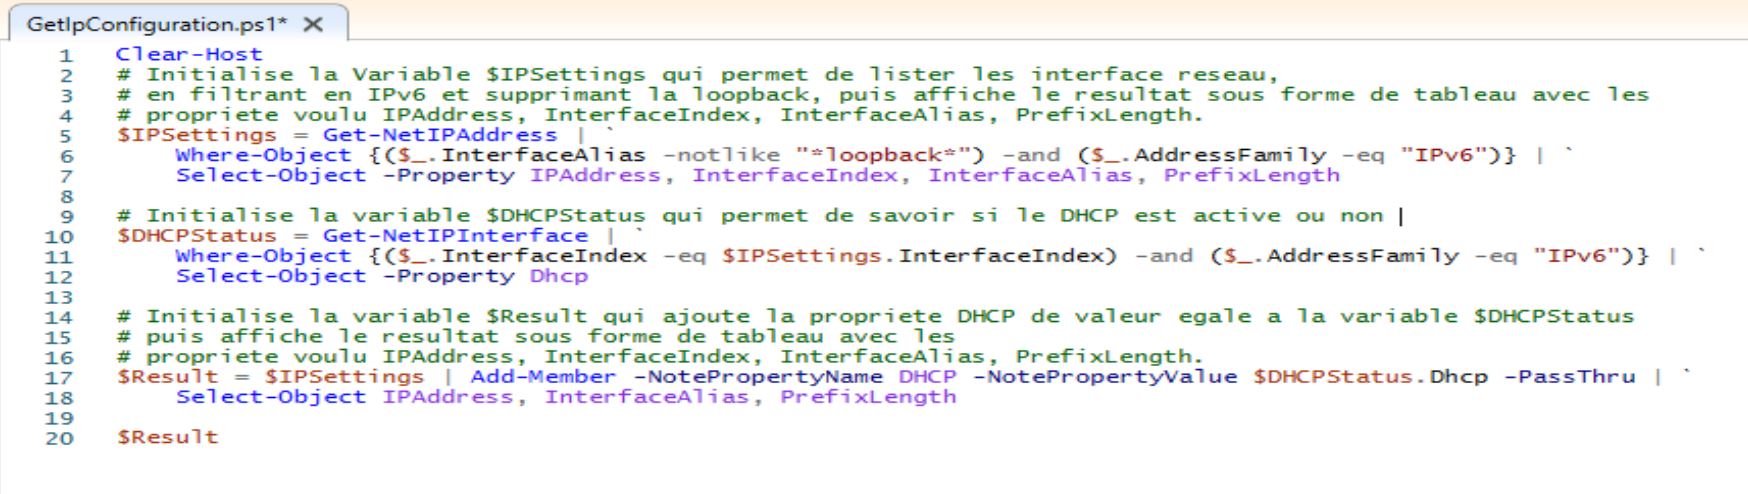 GetIpConfiguration.ps1* X
1 Clear-Host
2 # Initialise la Variable $IPSettings qui permet de lister les interface reseau,
3 # en filtrant en IPv6 et supprimant la loopback, puis affiche le resultat sous forme de tableau avec les
4 # propriete voulu IPAddress, InterfaceIndex, InterfaceAlias, PrefixLength.
5 $IPSettings = Get-NetIPAddress | `
6 Where-Object {($_.InterfaceAlias -notlike "*loopback*") -and ($_.AddressFamily -eq "IPv6")} | `
7 Select-Object -Property IPAddress, InterfaceIndex, InterfaceAlias, PrefixLength
8
9 # Initialise la variable $DHCPStatus qui permet de savoir si le DHCP est active ou non
10 $DHCPStatus = Get-NetIPInterface | `
11 Where-Object {($_.InterfaceIndex -eq $IPSettings.InterfaceIndex) -and ($_.AddressFamily -eq "IPv6")} | `
12 Select-Object -Property Dhcp
13
14 # Initialise la variable $Result qui ajoute la propriete DHCP de valeur egale a la variable $DHCPStatus
15 # puis affiche le resultat sous forme de tableau avec les
16 # propriete voulu IPAddress, InterfaceIndex, InterfaceAlias, PrefixLength.
17 $Result = $IPSettings | Add-Member -NotePropertyName DHCP -NotePropertyValue $DHCPStatus.Dhcp -PassThru | `
18 Select-Object IPAddress, InterfaceAlias, PrefixLength
19
20 $Result